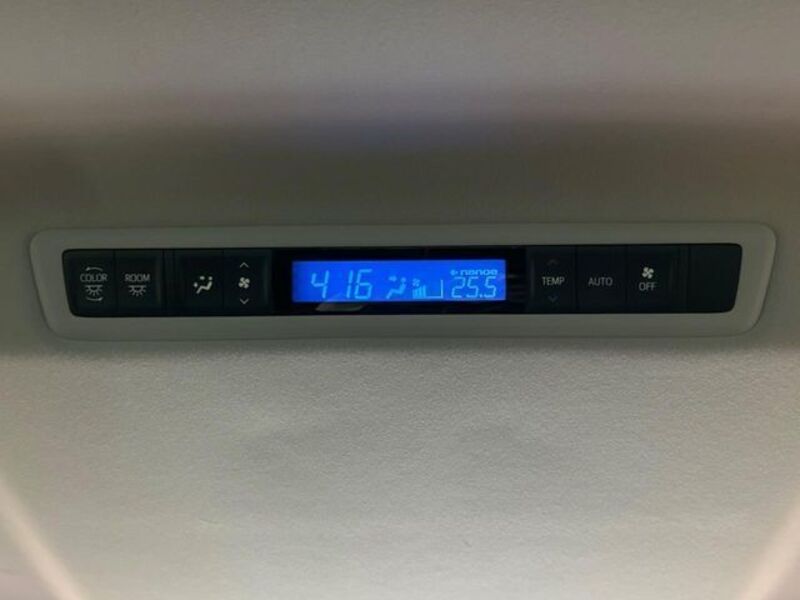 COLOR
ROOM
4 16
nanoe
25.5
TEMP
AUTO
OFF